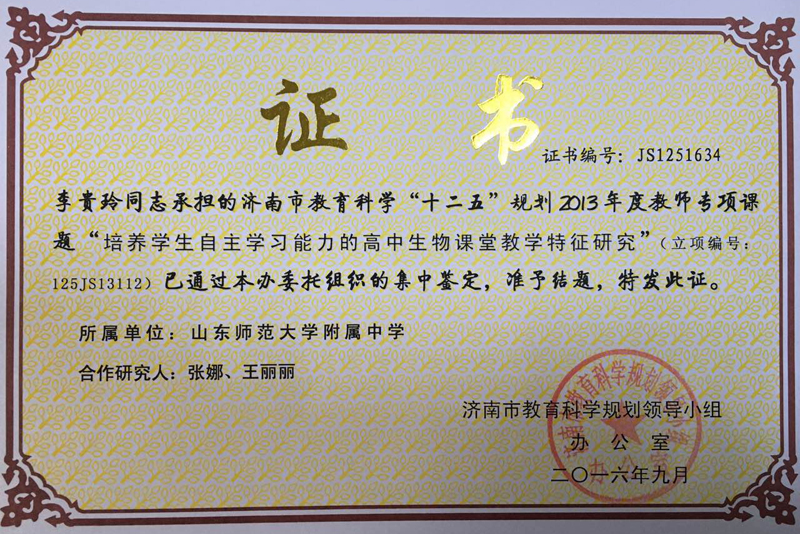 证书
证书编号：JS1251634
李贵玲同志承担的济南市教育科学“十二五”规划2013年度教师专项课
题“培养学生自主学习能力的高中生物课堂教学特征研究”（立项编号：
125JS13112）已通过本办委托组织的集中鉴定，准予结题，特发此证。
所属单位：山东师范大学附属中学
合作研究人：张娜、王丽丽
济南市教育科学规划领导小组
办公室
二〇一六年九月